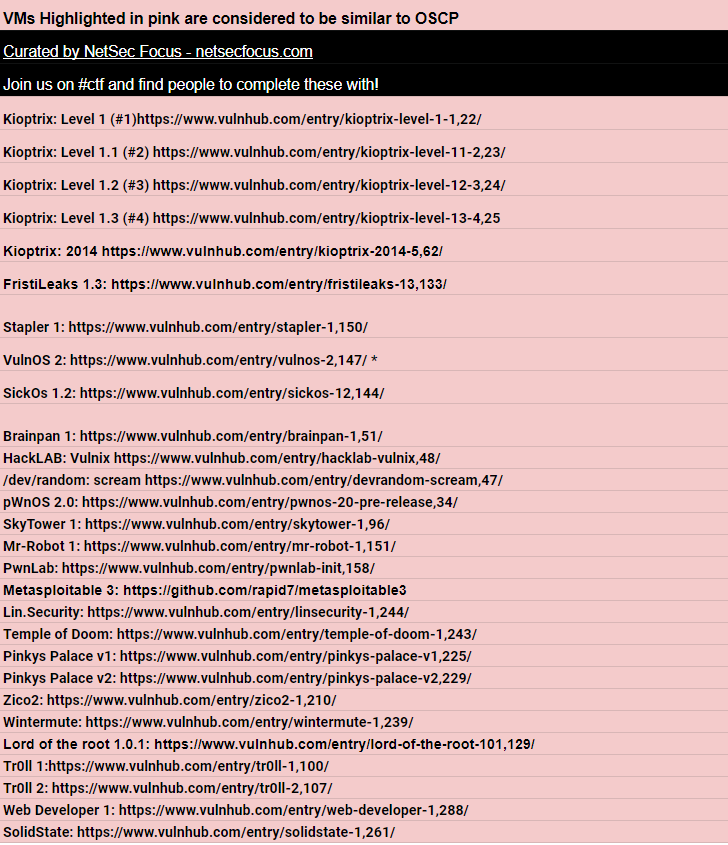 VMs Highlighted in pink are considered to be similar to OSCP
Curated by NetSec Focus - netsecfocus.com
Join us on #ctf and find people to complete these with!
Kioptrix: Level 1 (#1)https://www.vulnhub.com/entry/kioptrix-level-1-1,22/
Kioptrix: Level 1.1 (#2) https://www.vulnhub.com/entry/kioptrix-level-11-2,23/
Kioptrix: Level 1.2 (#3) https://www.vulnhub.com/entry/kioptrix-level-12-3,24/
Kioptrix: Level 1.3 (#4) https://www.vulnhub.com/entry/kioptrix-level-13-4,25
Kioptrix: 2014 https://www.vulnhub.com/entry/kioptrix-2014-5,62/
FristiLeaks 1.3: https://www.vulnhub.com/entry/fristileaks-13,133/
Stapler 1: https://www.vulnhub.com/entry/stapler-1,150/
VulnOS 2: https://www.vulnhub.com/entry/vulnos-2,147/ *
SickOs 1.2: https://www.vulnhub.com/entry/sickos-12,144/
Brainpan 1: https://www.vulnhub.com/entry/brainpan-1,51/
HackLAB: Vulnix https://www.vulnhub.com/entry/hacklab-vulnix,48/
/dev/random: scream https://www.vulnhub.com/entry/devrandom-scream,47/
pWnOS 2.0: https://www.vulnhub.com/entry/pwnos-20-pre-release,34/
SkyTower 1: https://www.vulnhub.com/entry/skytower-1,96/
Mr-Robot 1: https://www.vulnhub.com/entry/mr-robot-1,151/
PwnLab: https://www.vulnhub.com/entry/pwnlab-init,158/
Metasploitable 3: https://github.com/rapid7/metasploitable3
Lin.Security: https://www.vulnhub.com/entry/linsecurity-1,244/
Temple of Doom: https://www.vulnhub.com/entry/temple-of-doom-1,243/
Pinkys Palace v1: https://www.vulnhub.com/entry/pinkys-palace-v1,225/
Pinkys Palace v2: https://www.vulnhub.com/entry/pinkys-palace-v2,229/
Zico2: https://www.vulnhub.com/entry/zico2-1,210/
Wintermute: https://www.vulnhub.com/entry/wintermute-1,239/
Lord of the root 1.0.1: https://www.vulnhub.com/entry/lord-of-the-root-101,129/
Tr0ll 1:https://www.vulnhub.com/entry/tr0ll-1,100/
Tr0ll 2: https://www.vulnhub.com/entry/tr0ll-2,107/
Web Developer 1: https://www.vulnhub.com/entry/web-developer-1,288/
SolidState: https://www.vulnhub.com/entry/solidstate-1,261/